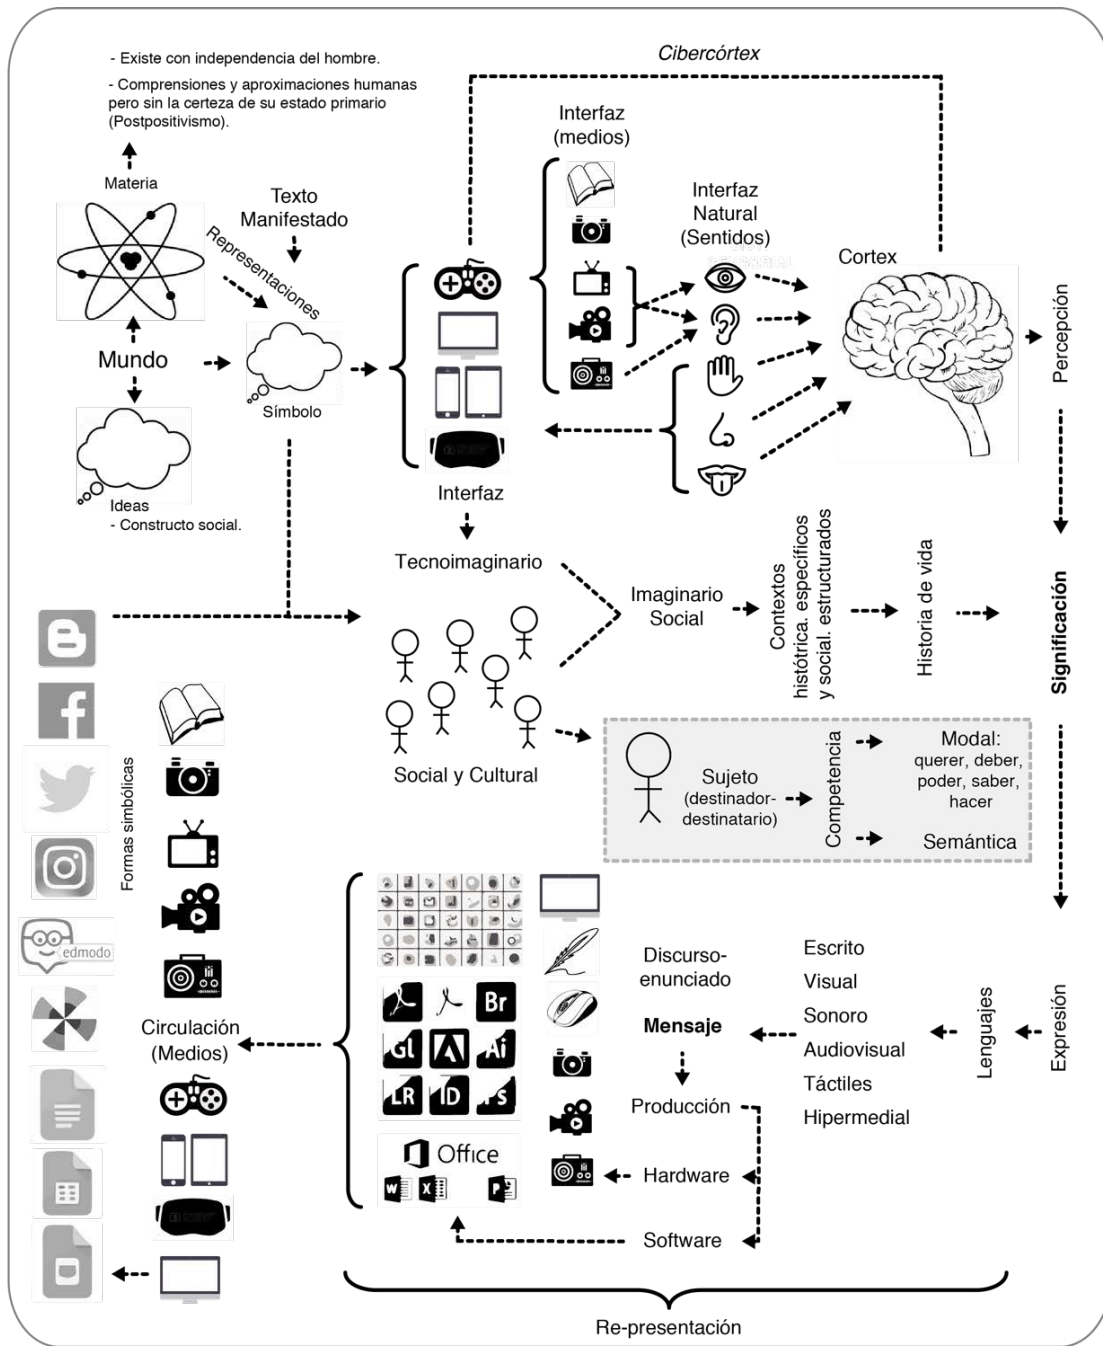 Cibercórtex
- Existe con independencia del hombre.
- Comprensiones y aproximaciones humanas
pero sin la certeza de su estado primario
(Postpositivismo).
Materia
Texto
Manifestado
Representaciones
Mundo
Símbolo
Ideas
- Constructo social.
Interfaz
(medios)
Interfaz
Natural
(Sentidos)
Cortex
Percepción
Interfaz
Tecnoimaginario
Imaginario
Social
Contextos
histótrica. específicos
y social. estructurados
Historia de vida
Significación
Social y Cultural
Sujeto
(destinador-
destinatario)
Competencia
Modal:
querer, deber,
poder, saber,
hacer
Semántica
Formas simbólicas
edmodo
Circulación
(Medios)
Br
Gl
Ai
LR
ID
Ps
Office
W
X
P
Discurso-
enunciado
Mensaje
Producción
Hardware
Software
Escrito
Visual
Sonoro
Audiovisual
Táctiles
Hipermedial
Lenguajes
Expresión
Re-presentación